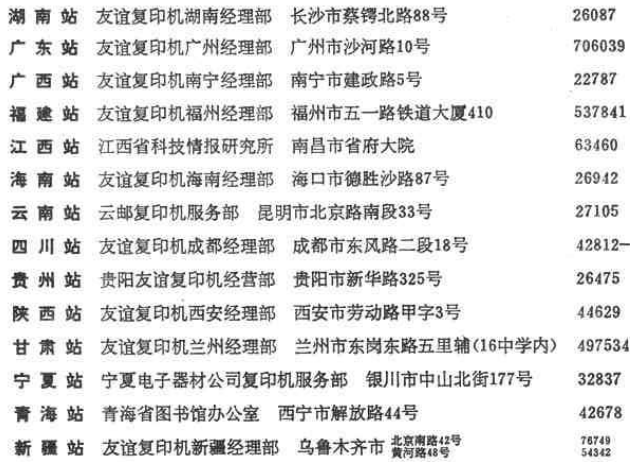 湖南站 友谊复印机湖南经理部 长沙市蔡锷北路88号 26087
广东站 友谊复印机广州经理部 广州市沙河路10号 706039
广西站 友谊复印机南宁经理部 南宁市建政路5号 22787
福建站 友谊复印机福州经理部 福州市五一路铁道大厦410 537841
江西站 江西省科技情报研究所 南昌市省府大院 63460
海南站 友谊复印机海南经理部 海口市德胜沙路87号 26942
云南站 云邮复印机服务部 昆明市北京路南段33号 27105
四川站 友谊复印机成都经理部 成都市东风路二段18号 42812—
贵州站 贵阳友谊复印机经营部 贵阳市新华路325号 26475
陕西站 友谊复印机西安经理部 西安市劳动路甲字3号 44629
甘肃站 友谊复印机兰州经理部 兰州市东岗东路五里铺(16中学内) 497534
宁夏站 宁夏电子器材公司复印机服务部 银川市中山北街177号 32837
青海站 青海省图书馆办公室 西宁市解放路44号 42678
新疆站 友谊复印机新疆经理部 乌鲁木齐市 北京南路42号 76749
黄河路48号 54342